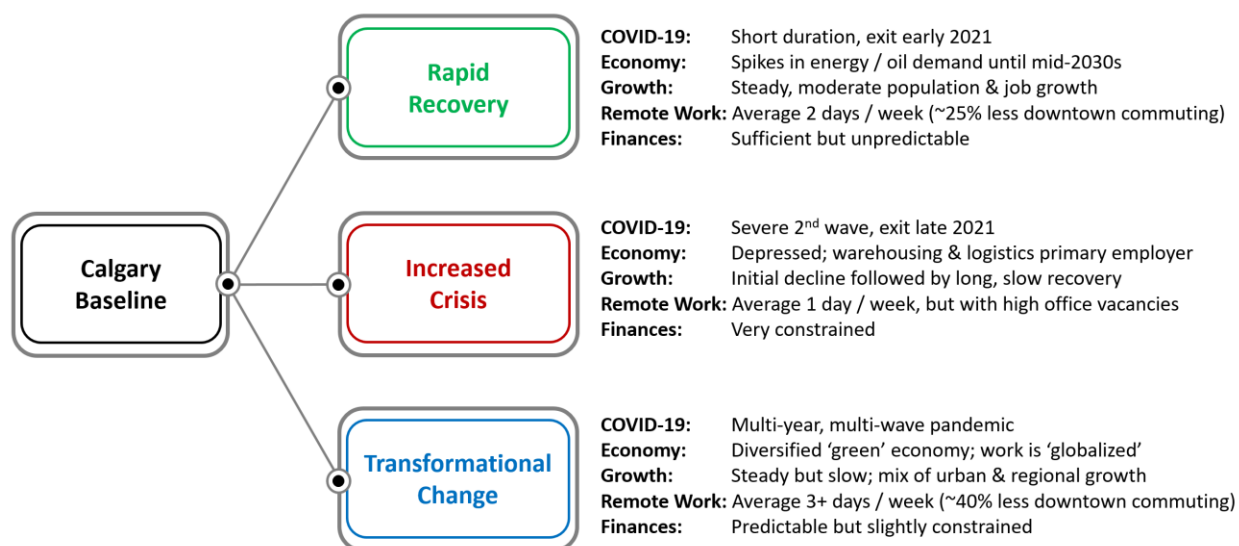 Calgary
Baseline
Rapid
Recovery
COVID-19: Short duration, exit early 2021
Economy: Spikes in energy / oil demand until mid-2030s
Growth: Steady, moderate population & job growth
Remote Work: Average 2 days / week (~25% less downtown commuting)
Finances: Sufficient but unpredictable
Increased
Crisis
COVID-19: Severe 2nd wave, exit late 2021
Economy: Depressed; warehousing & logistics primary employer
Growth: Initial decline followed by long, slow recovery
Remote Work: Average 1 day / week, but with high office vacancies
Finances: Very constrained
Transformational
Change
COVID-19: Multi-year, multi-wave pandemic
Economy: Diversified ‘green’ economy; work is ‘globalized’
Growth: Steady but slow; mix of urban & regional growth
Remote Work: Average 3+ days / week (~40% less downtown commuting)
Finances: Predictable but slightly constrained